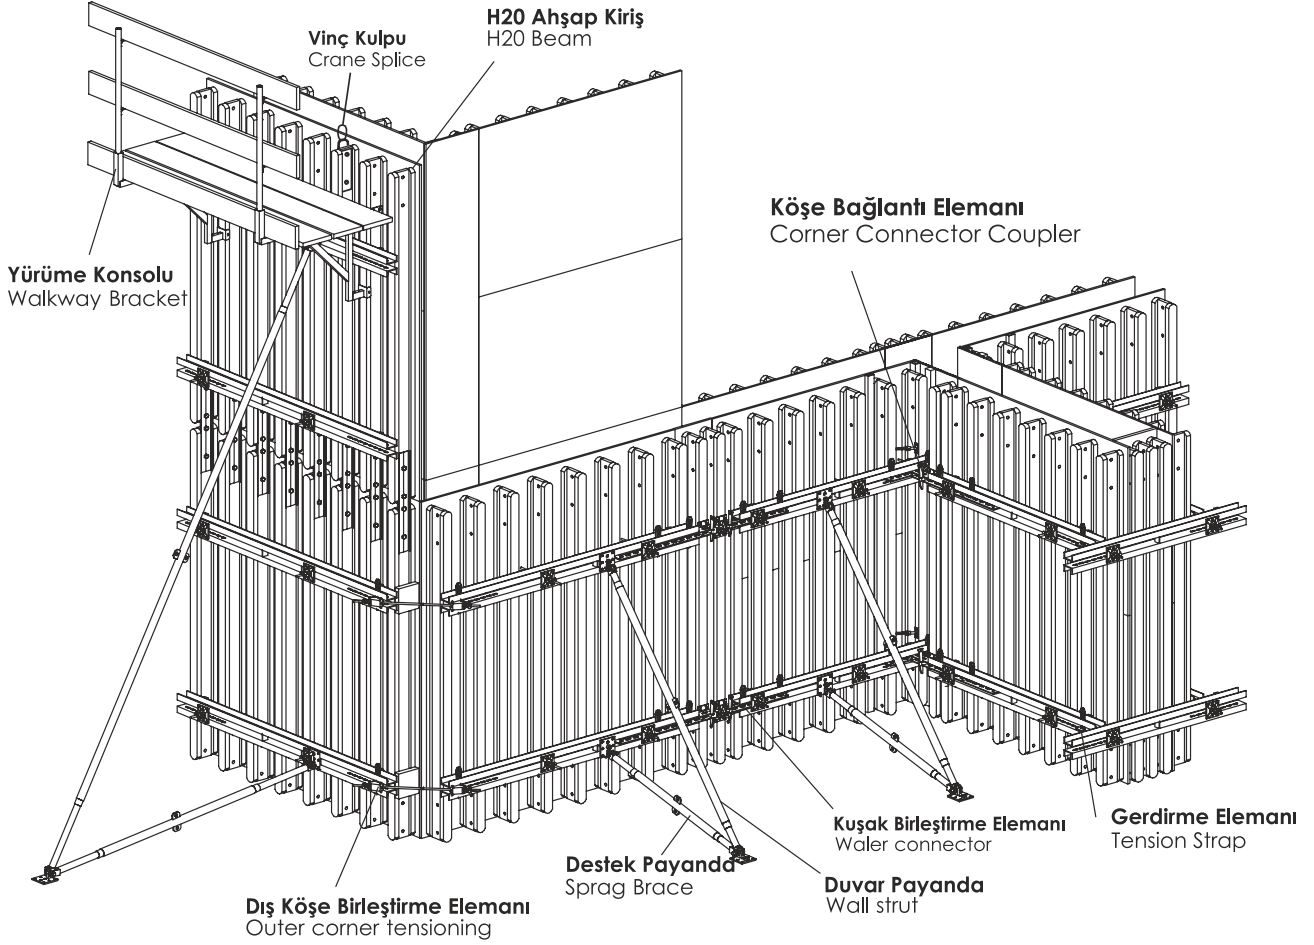 H20 Ahşap Kiriş
H20 Beam
Vinç Kulpu
Crane Splice
Köşe Bağlantı Elemanı
Corner Connector Coupler
Yürüme Konsolu
Walkway Bracket
Gerdirme Elemanı
Tension Strap
Kuşak Birleştirme Elemanı
Waler connector
Destek Payanda
Sprag Brace
Duvar Payanda
Wall strut
Dış Köşe Birleştirme Elemanı
Outer corner tensioning